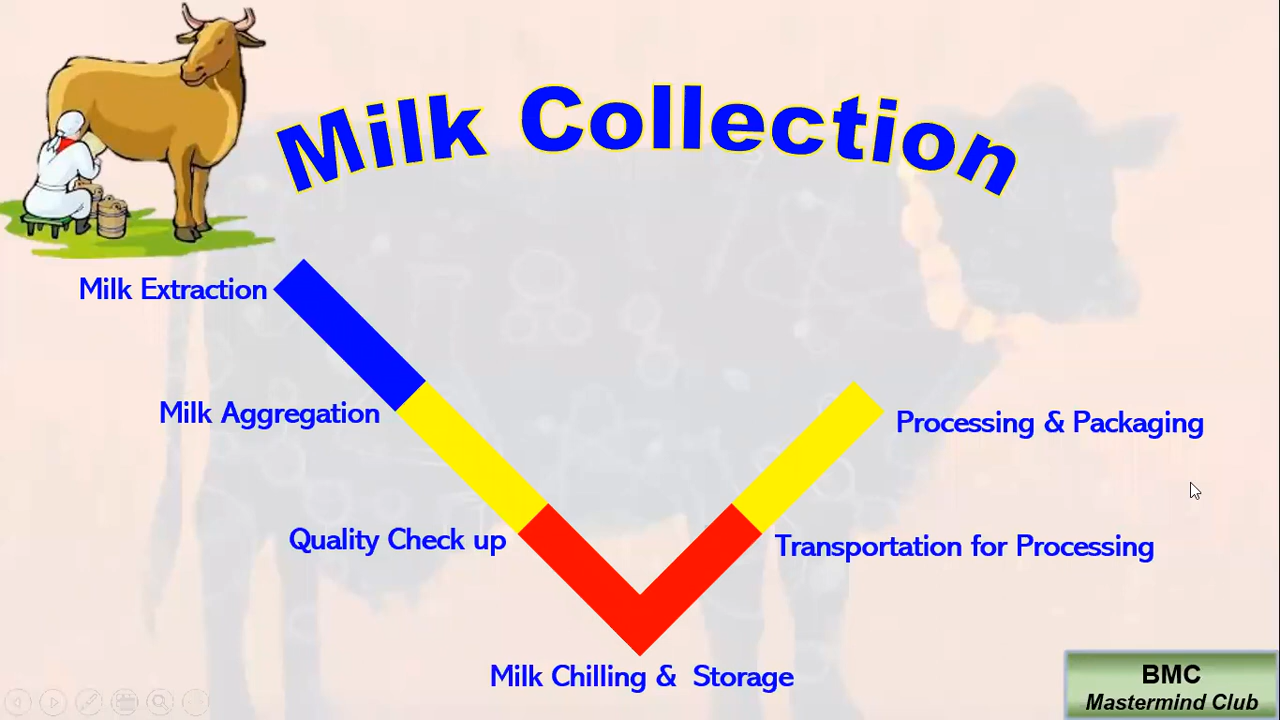 Milk Collection
Milk Extraction
Milk Aggregation
Processing & Packaging
Quality Check up
Transportation for Processing
Milk Chilling & Storage
BMC
Mastermind Club